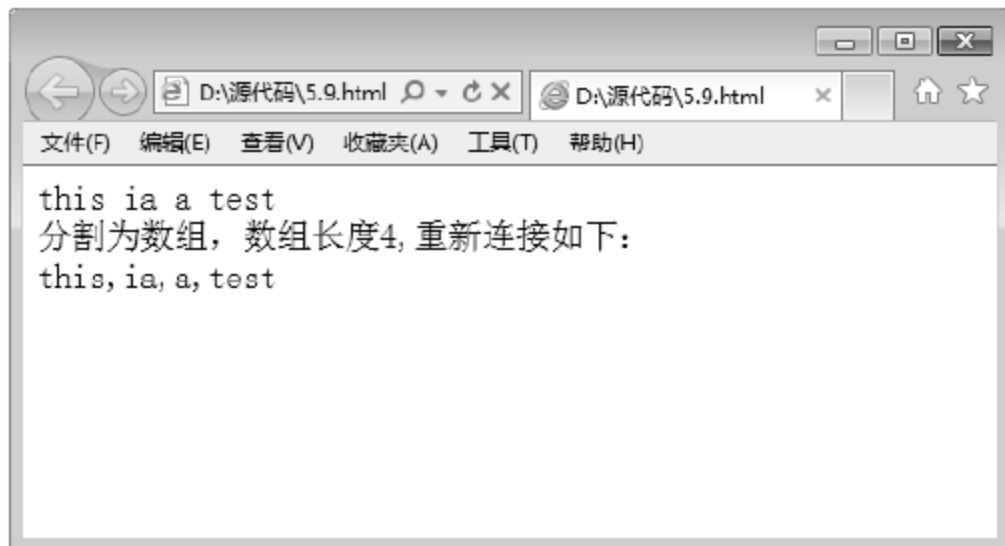 D:\源代码\5.9.html
D:\源代码\5.9.html
文件(F) 编辑(E) 查看(V) 收藏夹(A) 工具(T) 帮助(H)
this ia a test
分割为数组，数组长度4,重新连接如下：
this,ia,a,test